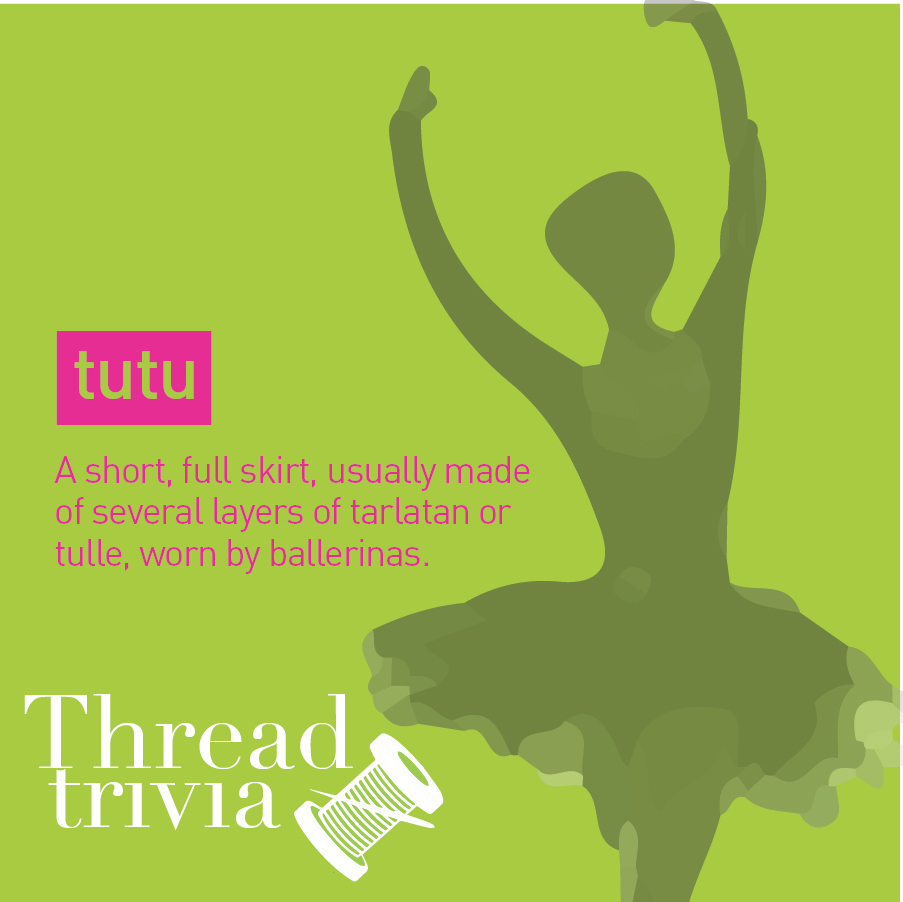 tutu
A short, full skirt, usually made
of several layers of tarlatan or
tulle, worn by ballerinas.
Thread
trivia